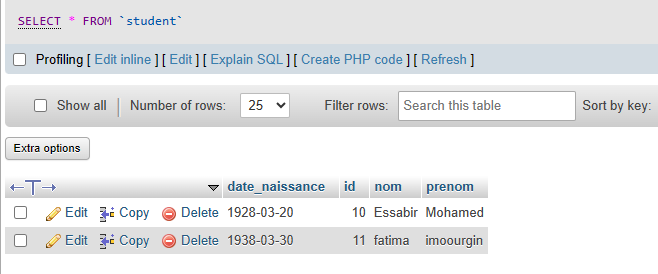 SELECT * FROM `student`
Profiling [ Edit inline ] [ Edit ] [ Explain SQL ] [ Create PHP code ] [ Refresh ]
Show all Number of rows: 25 Filter rows: Search this table Sort by key:
Extra options
←T→ date_naissance id nom prenom
Edit Copy Delete 1928-03-20 10 Essabir Mohamed
Edit Copy Delete 1938-03-30 11 fatima imoourgin